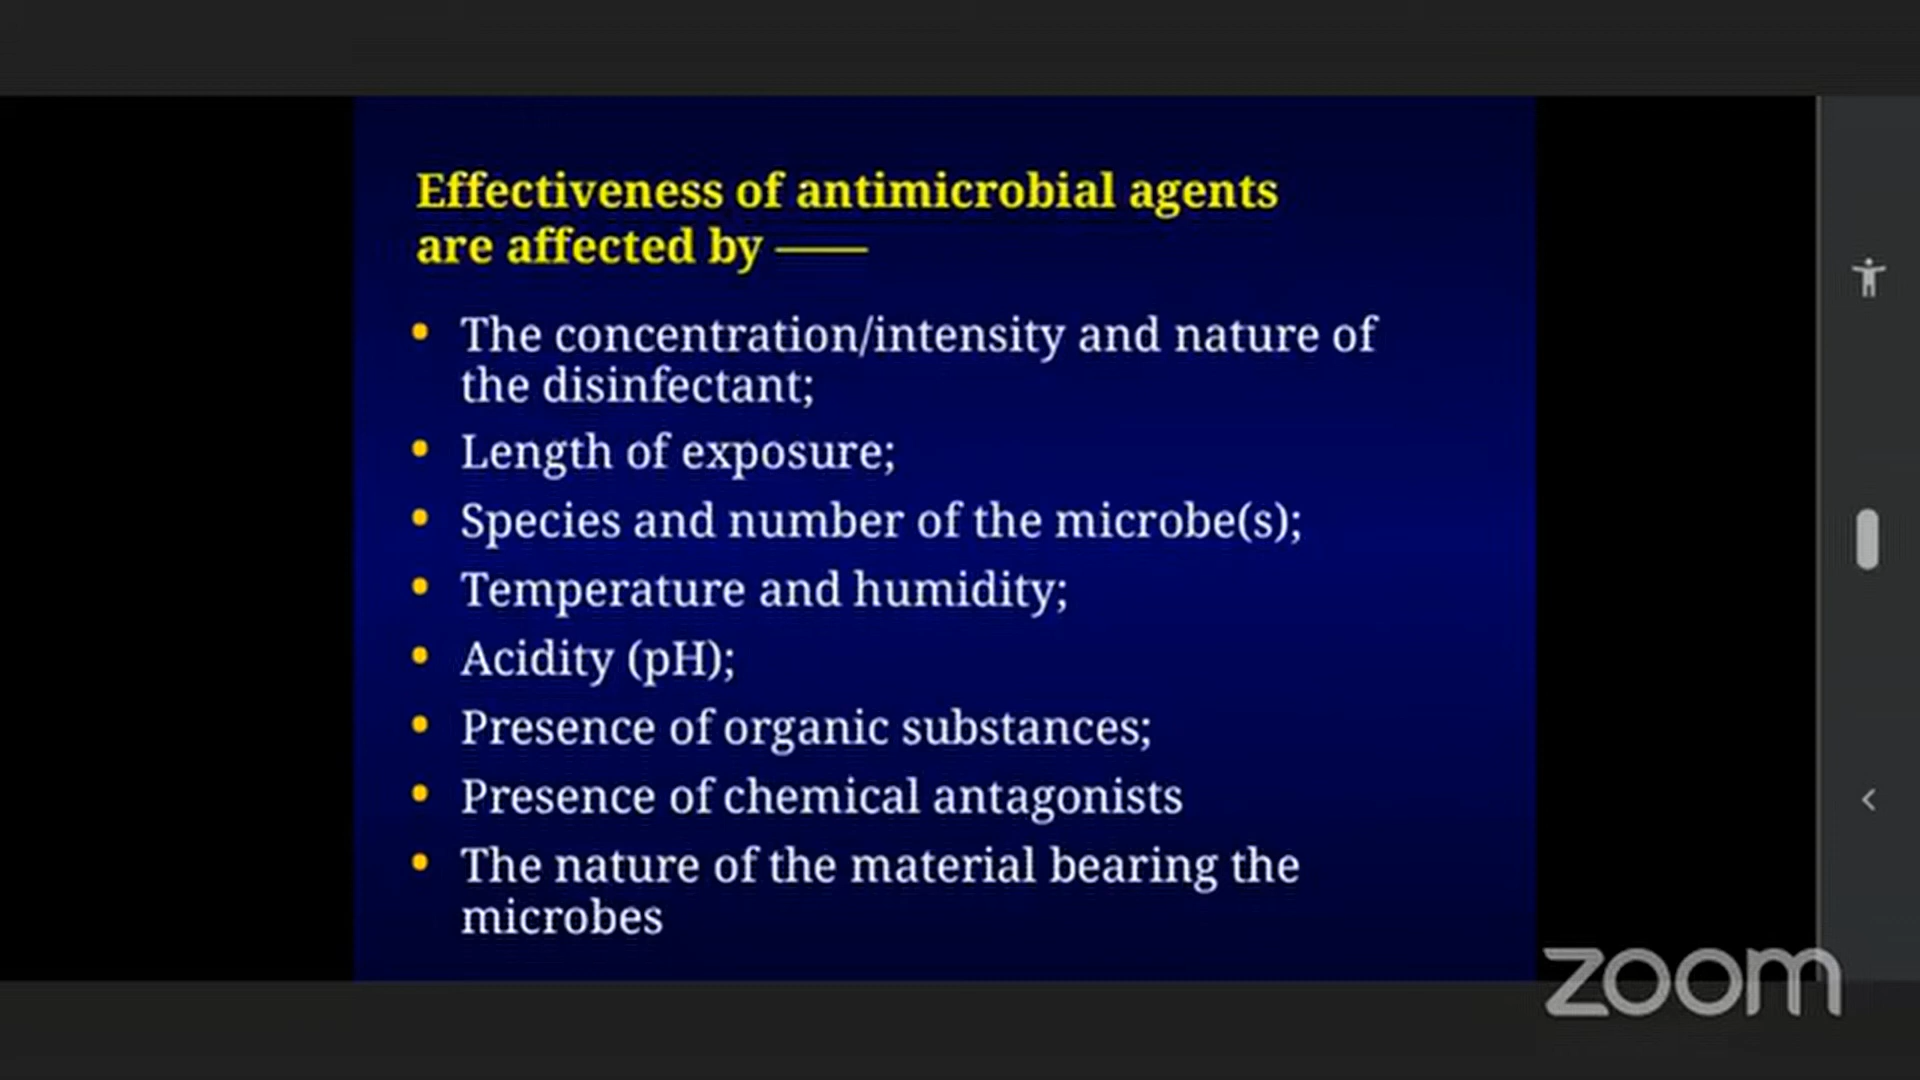 Effectiveness of antimicrobial agents
are affected by ——
• The concentration/intensity and nature of
the disinfectant;
• Length of exposure;
• Species and number of the microbe(s);
• Temperature and humidity;
• Acidity (pH);
• Presence of organic substances;
• Presence of chemical antagonists
• The nature of the material bearing the
microbes
zoom